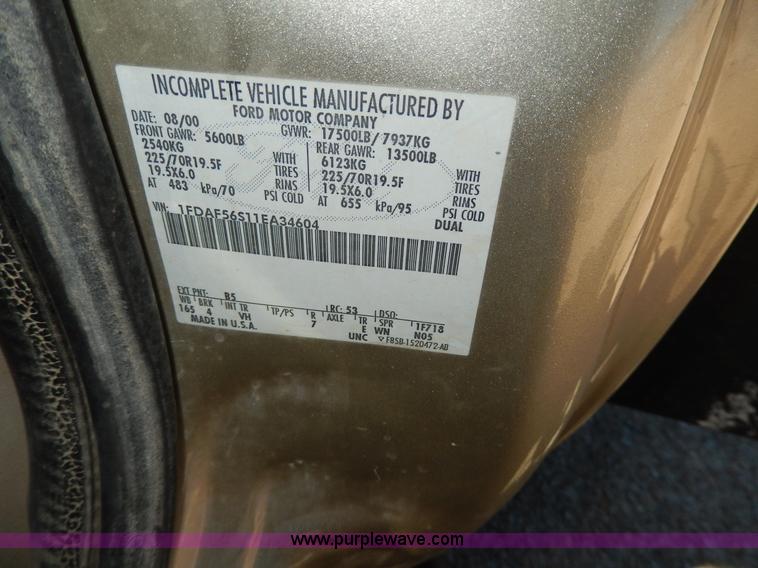 INCOMPLETE VEHICLE MANUFACTURED BY
FORD MOTOR COMPANY
DATE: 08/00 GVWR: 17500LB/ 7937KG
FRONT GAWR: 5600LB REAR GAWR: 13500LB
2540KG WITH 6123KG WITH
225/70R19.5F TIRES 225/70R19.5F TIRES
19.5X6.0 RIMS 19.5X6.0 RIMS
AT 483 kPa/70 PSI COLD AT 655 kPa/95 PSI COLD
DUAL
VIN: 1FDAF56S11EA34604
EXT PNT: B5 RC: 53 DSO:
WB BRK INT TR TP/PS R AXLE TR SPR 1F718
165 4 VH 7 E WN N05
MADE IN U.S.A. UNC F85B-1520472-AB
www.purplewave.com